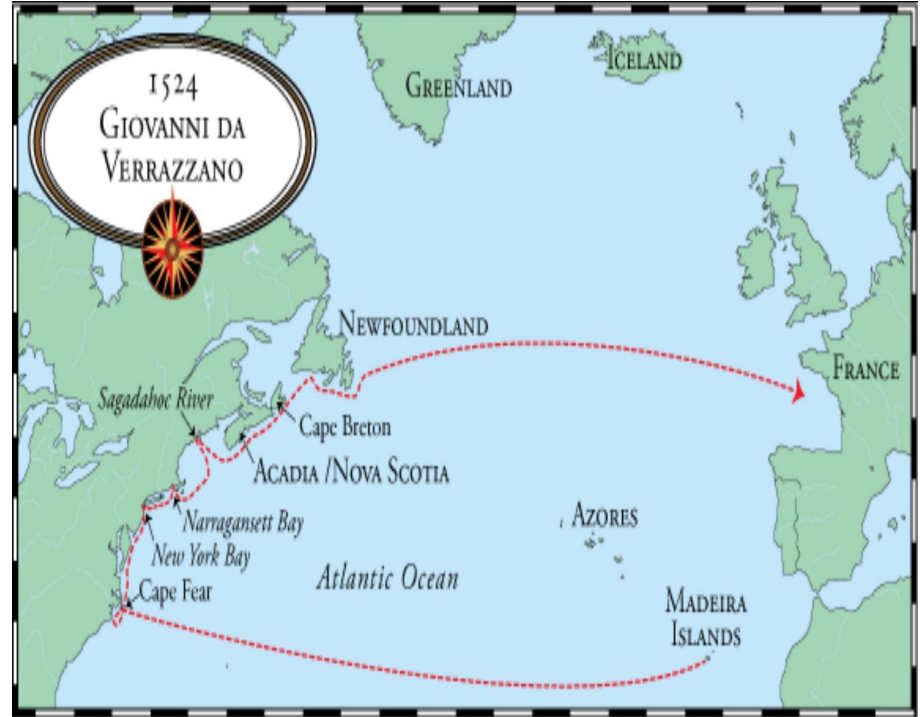 1524
GIOVANNI DA
VERRAZZANO
GREENLAND
ICELAND
NEWFOUNDLAND
FRANCE
Sagadahoc River
Cape Breton
ACADIA /NOVA SCOTIA
Narragansett Bay
New York Bay
Cape Fear
Atlantic Ocean
AZORES
MADEIRA
ISLANDS